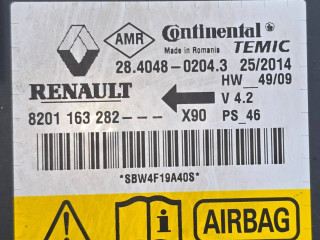 AMR Continental
Made in Romania TEMIC
28.4048-0204.3 25/2014
HW_49/09
RENAULT V 4.2
8201 163 282--- X90 PS_46
*SBW4F19A40S*
i AIRBAG